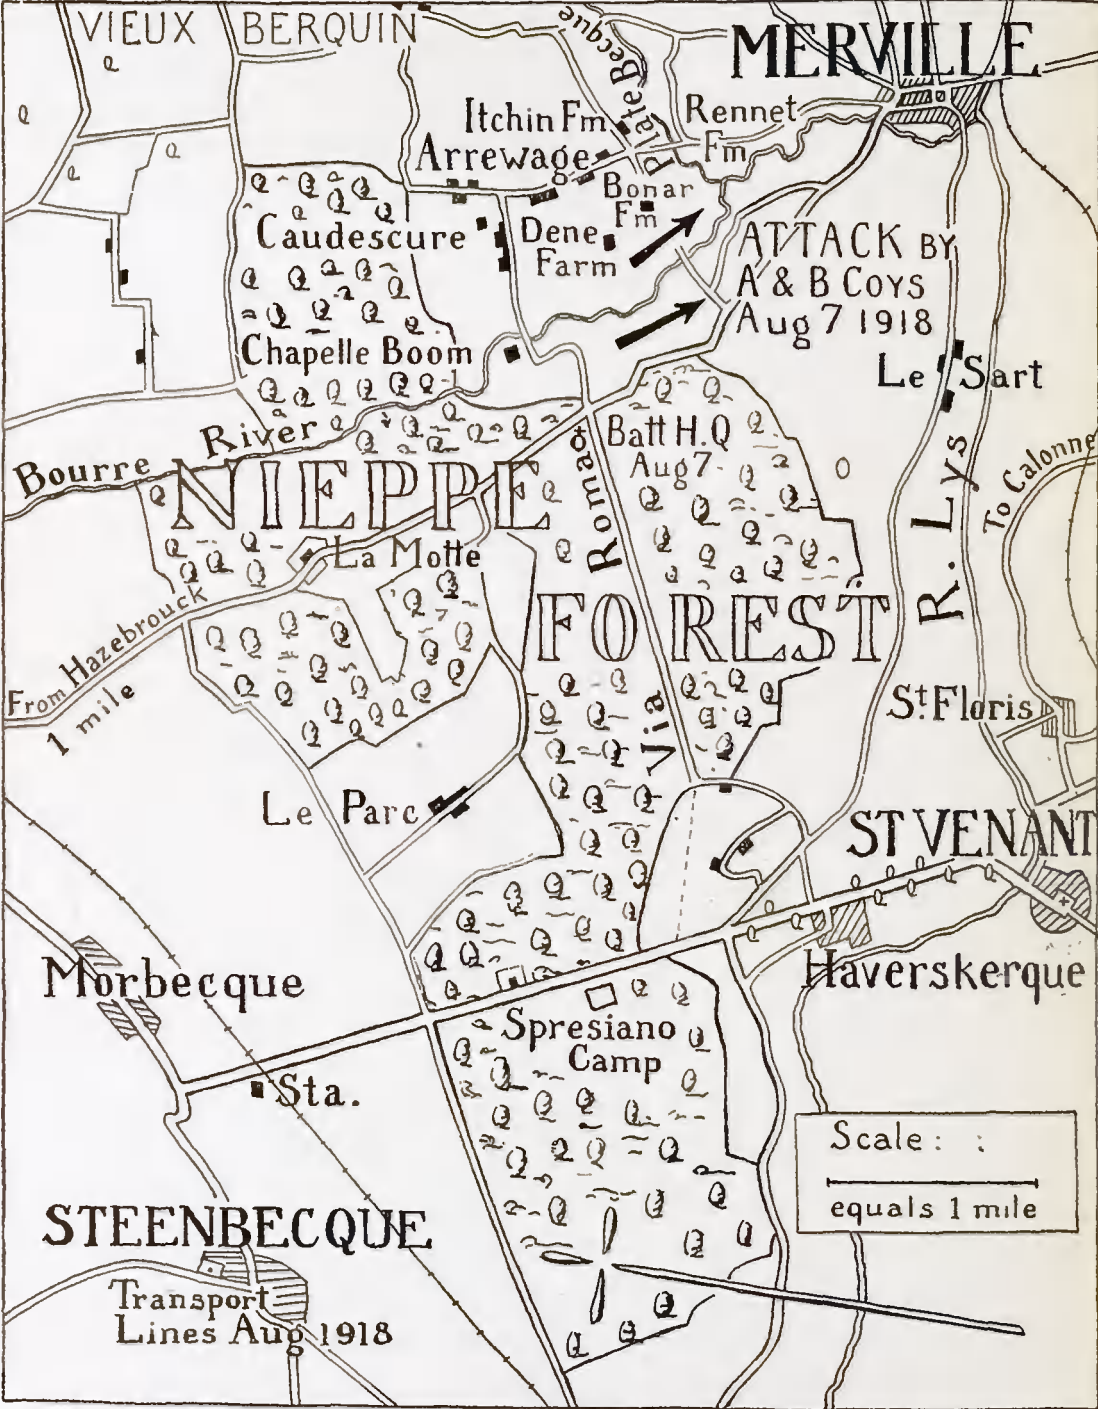 VIEUX BERQUIN
Plate Becque
Becque
MERVILLE
Itchin Fm
Rennet
Fm
Arrewage
Bonar
Fm
Caudescure
Dene
Farm
ATTACK BY
A & B COYS
Aug 7 1918
Chapelle Boom
Le Sart
Bourre River
Batt H.Q
Aug 7
NIEPPE
FOREST
Via Romao
R. Lys
To Calonne
La Motte
From Hazebrouck
1 mile
St. Floris
Le Parc
ST VENANT
Morbecque
Haverskerque
Spresiano
Camp
Sta.
Scale :
equals 1 mile
STEENBECQUE
Transport
Lines Aug 1918